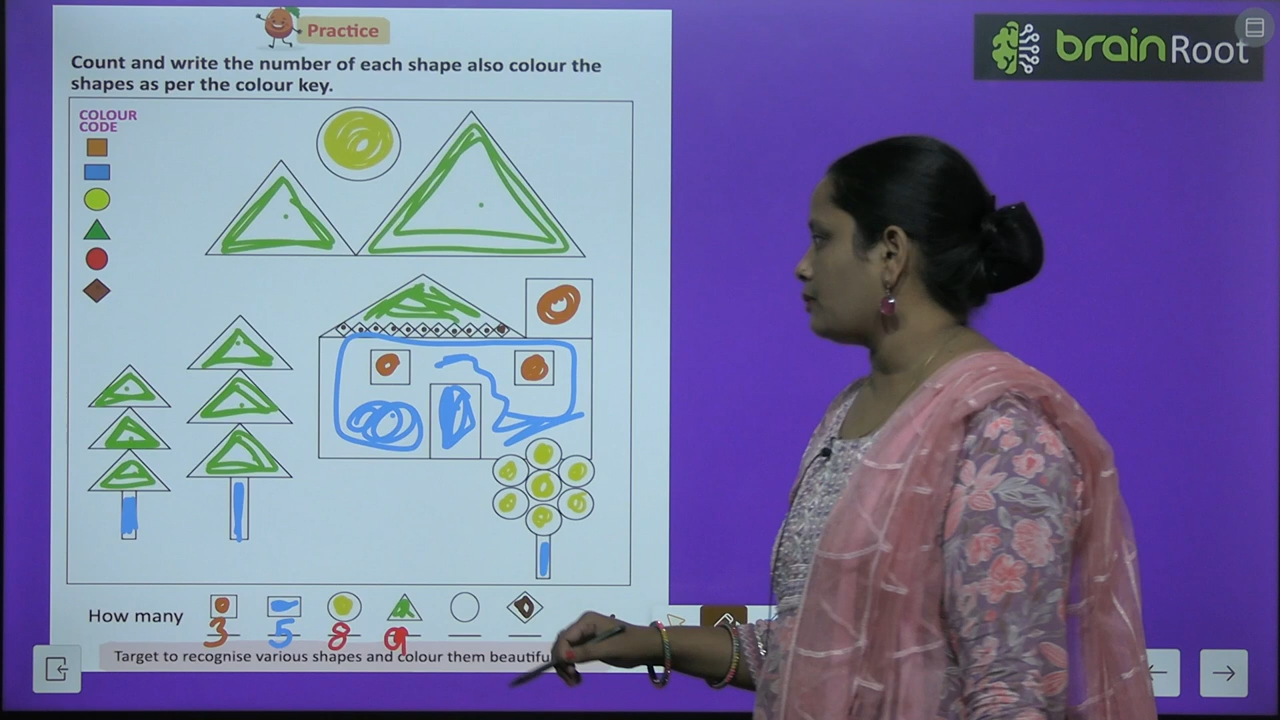 Practice
brainRoot
Count and write the number of each shape also colour the
shapes as per the colour key.
COLOUR
CODE
How many
3 5 8 9
Target to recognise various shapes and colour them beautifu